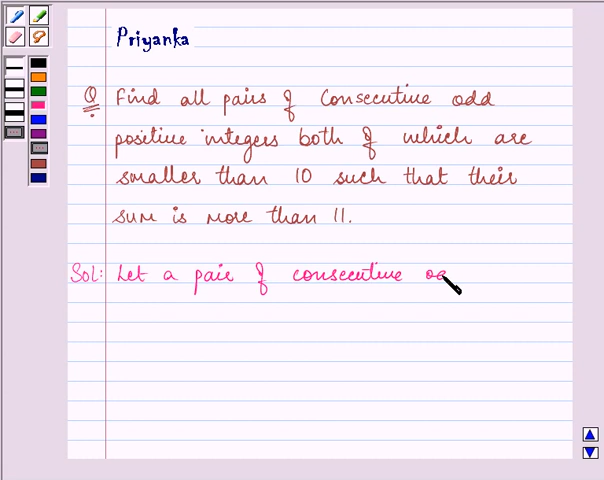 Priyanka
Q Find all pairs of Consecutive odd
positive integers both of which are
smaller than 10 such that their
sum is more than 11.
Sol: Let a pair of consecutive od